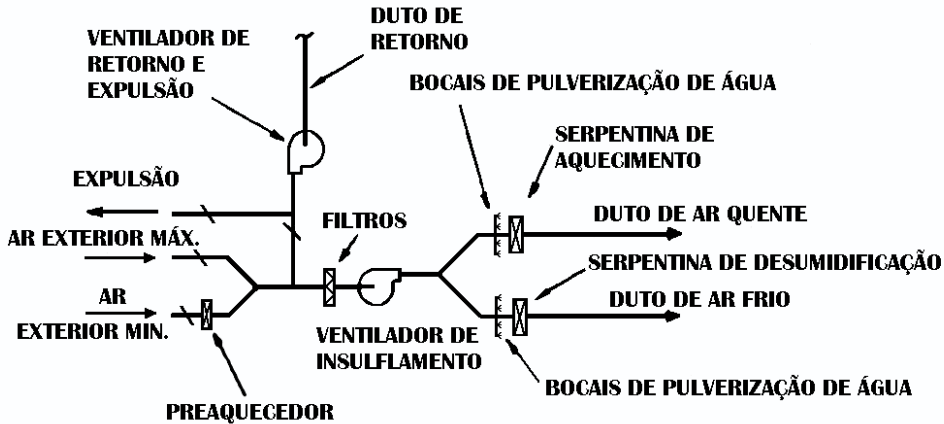 DUTO DE
RETORNO
VENTILADOR DE
RETORNO E
EXPULSÃO
BOCAIS DE PULVERIZAÇÃO DE ÁGUA
SERPENTINA DE
AQUECIMENTO
EXPULSÃO
FILTROS
DUTO DE AR QUENTE
AR EXTERIOR MÁX.
SERPENTINA DE DESUMIDIFICAÇÃO
AR
EXTERIOR MIN.
DUTO DE AR FRIO
VENTILADOR DE
INSULFLAMENTO
BOCAIS DE PULVERIZAÇÃO DE ÁGUA
PREAQUECEDOR